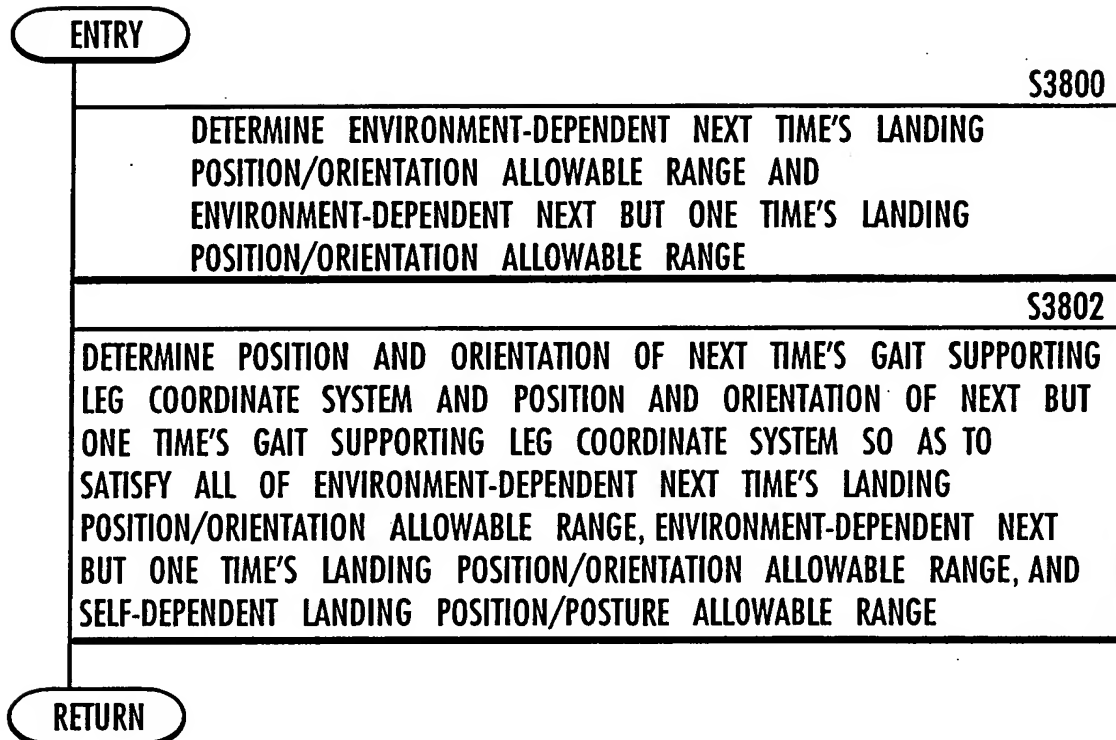 ENTRY
S3800
DETERMINE ENVIRONMENT-DEPENDENT NEXT TIME'S LANDING
POSITION/ORIENTATION ALLOWABLE RANGE AND
ENVIRONMENT-DEPENDENT NEXT BUT ONE TIME'S LANDING
POSITION/ORIENTATION ALLOWABLE RANGE
S3802
DETERMINE POSITION AND ORIENTATION OF NEXT TIME'S GAIT SUPPORTING
LEG COORDINATE SYSTEM AND POSITION AND ORIENTATION OF NEXT BUT
ONE TIME'S GAIT SUPPORTING LEG COORDINATE SYSTEM SO AS TO
SATISFY ALL OF ENVIRONMENT-DEPENDENT NEXT TIME'S LANDING
POSITION/ORIENTATION ALLOWABLE RANGE, ENVIRONMENT-DEPENDENT NEXT
BUT ONE TIME'S LANDING POSITION/ORIENTATION ALLOWABLE RANGE, AND
SELF-DEPENDENT LANDING POSITION/POSTURE ALLOWABLE RANGE
RETURN